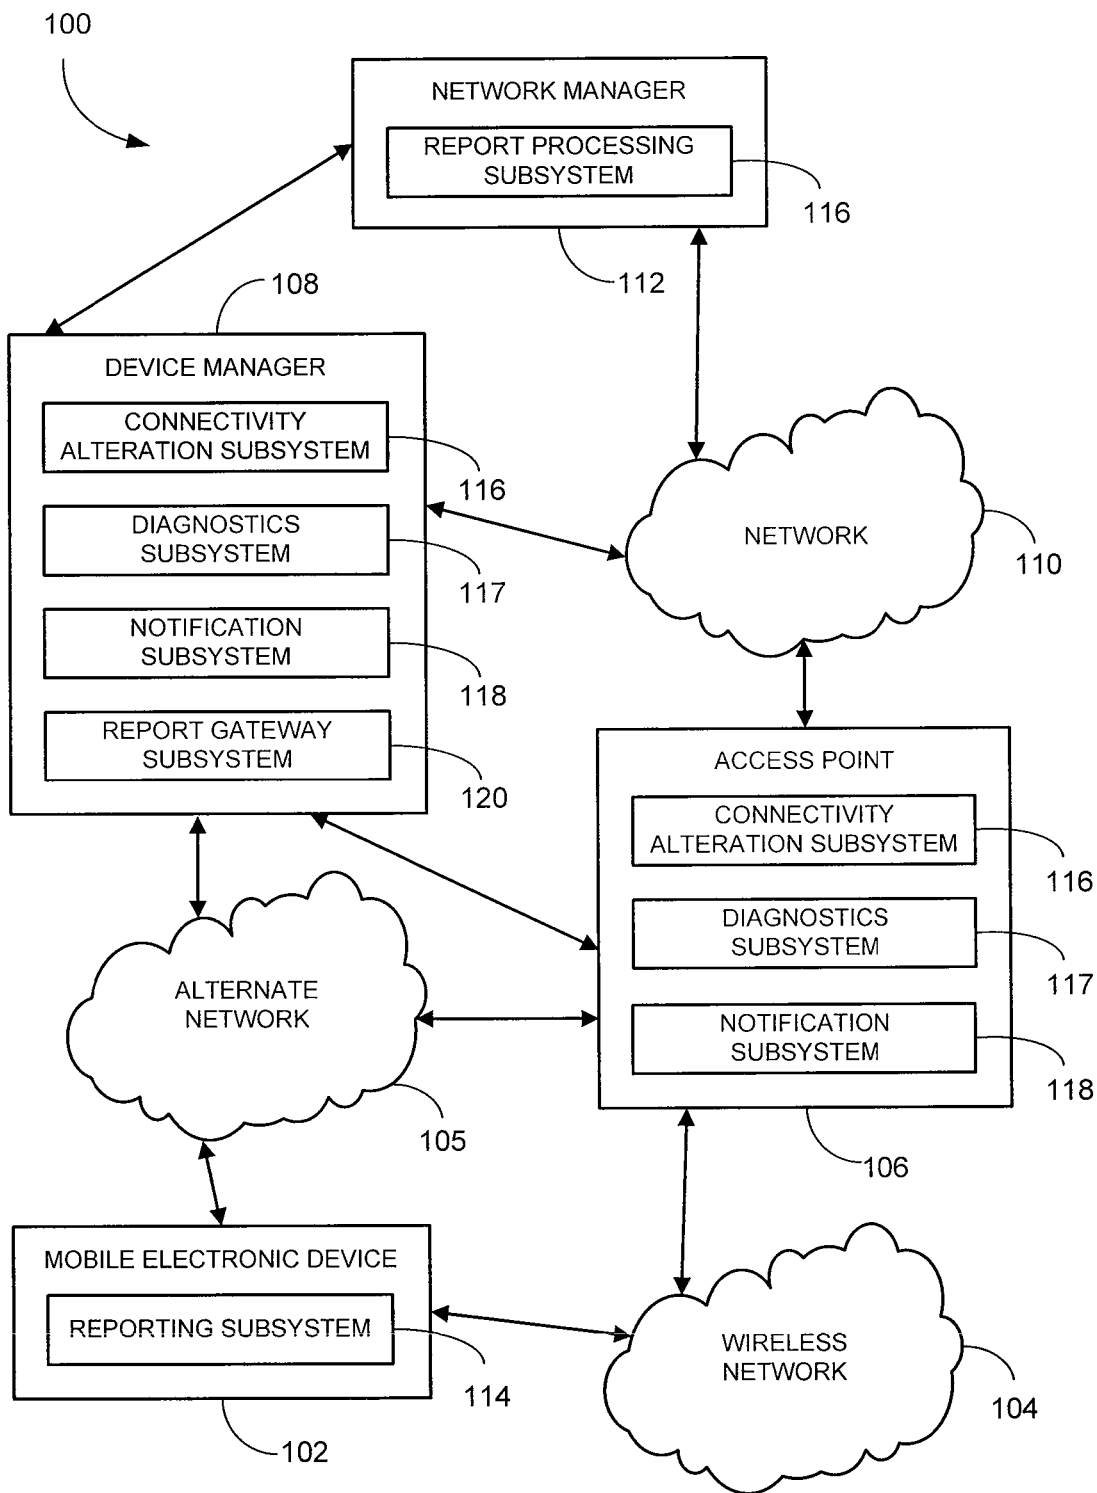 100
NETWORK MANAGER
REPORT PROCESSING
SUBSYSTEM
116
112
108
DEVICE MANAGER
CONNECTIVITY
ALTERATION SUBSYSTEM
116
DIAGNOSTICS
SUBSYSTEM
117
NOTIFICATION
SUBSYSTEM
118
REPORT GATEWAY
SUBSYSTEM
120
NETWORK
110
ACCESS POINT
CONNECTIVITY
ALTERATION SUBSYSTEM
116
DIAGNOSTICS
SUBSYSTEM
117
NOTIFICATION
SUBSYSTEM
118
106
ALTERNATE
NETWORK
105
MOBILE ELECTRONIC DEVICE
REPORTING SUBSYSTEM
114
102
WIRELESS
NETWORK
104